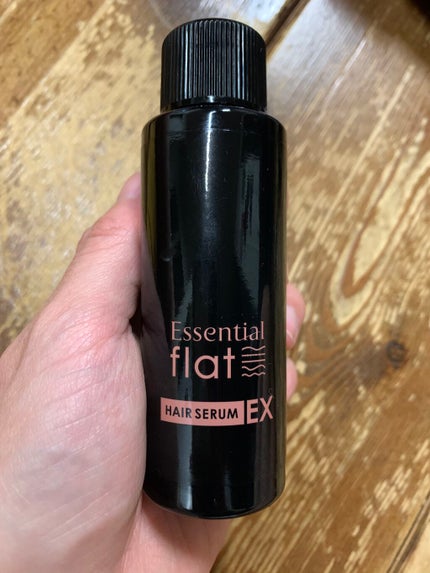 Essential
flat
HAIR SERUM EX